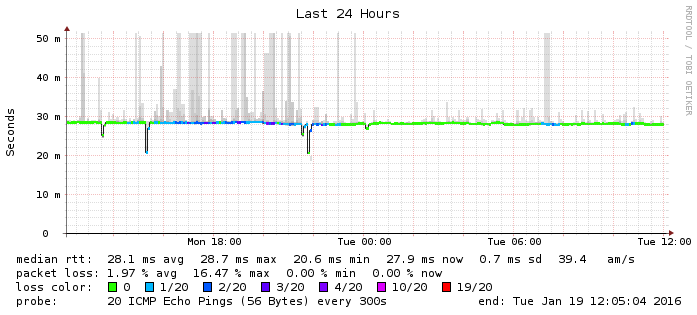 Last 24 Hours
RRDTOOL / TOBI OETIKER
Seconds
50 m
40 m
30 m
20 m
10 m
0
Mon 18:00 Tue 00:00 Tue 06:00 Tue 12:00
median rtt: 28.1 ms avg 28.7 ms max 20.6 ms min 27.9 ms now 0.7 ms sd 39.4 am/s
packet loss: 1.97 % avg 16.47 % max 0.00 % min 0.00 % now
loss color: 0 1/20 2/20 3/20 4/20 10/20 19/20
probe: 20 ICMP Echo Pings (56 Bytes) every 300s end: Tue Jan 19 12:05:04 2016